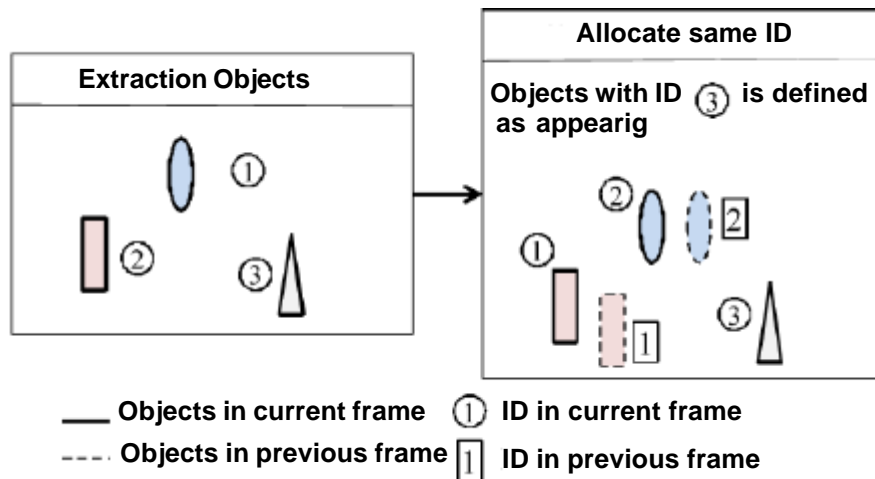 Extraction Objects
①
②
③
Allocate same ID
Objects with ID ③ is defined
as appearig
②
2
①
1
③
Objects in current frame
① ID in current frame
Objects in previous frame
1 ID in previous frame